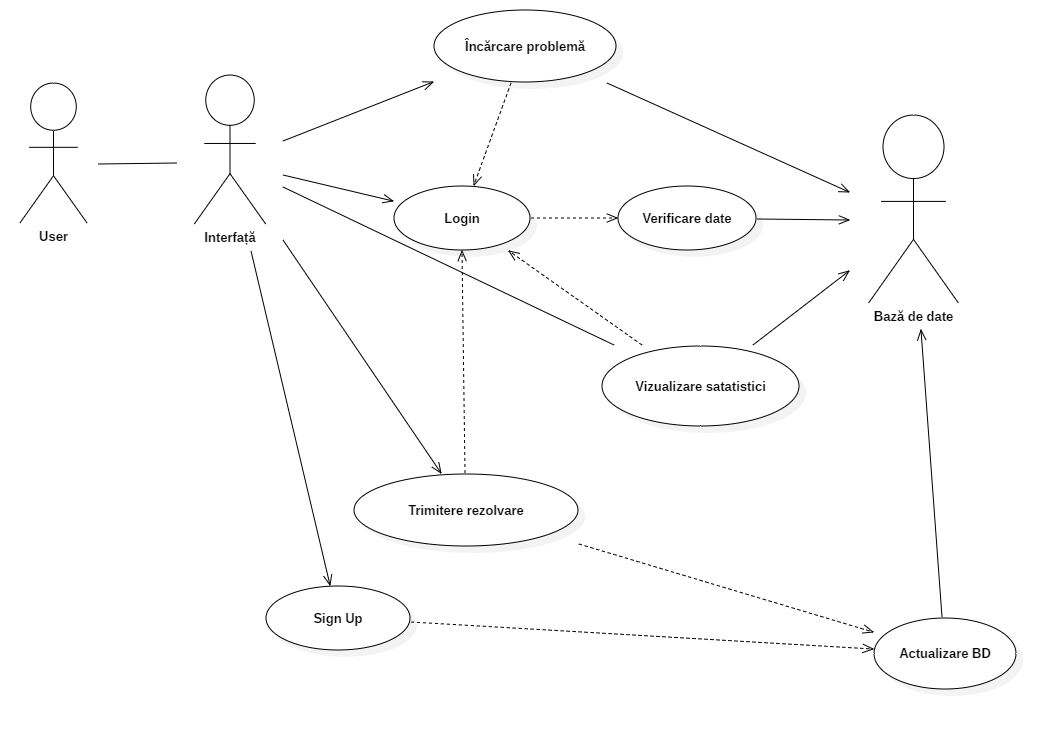 Încărcare problemă
User
Interfață
Login
Verificare date
Bază de date
Vizualizare satatistici
Trimitere rezolvare
Sign Up
Actualizare BD